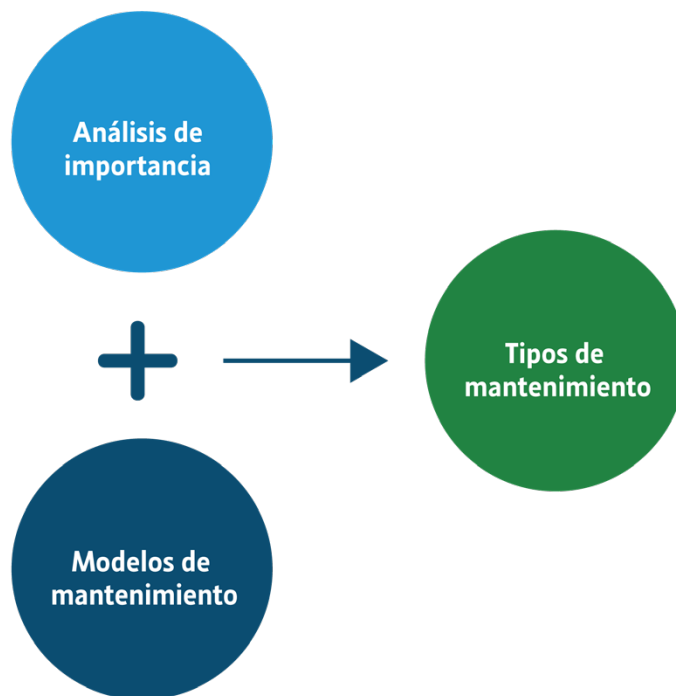 Análisis de
importancia
Tipos de
mantenimiento
Modelos de
mantenimiento